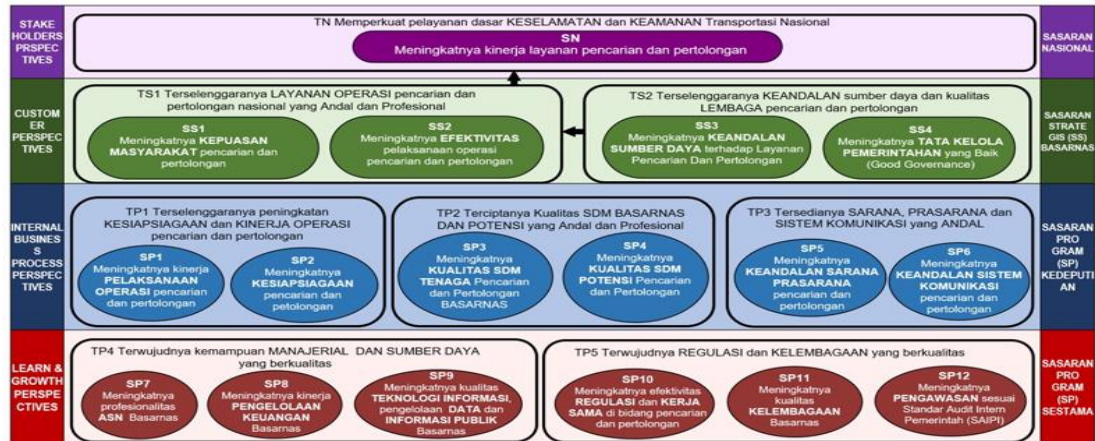 STAKE
HOLDERS
PRSPEC
TIVES
TN Memperkuat pelayanan dasar KESELAMATAN dan KEAMANAN Transportasi Nasional
SN
Meningkatnya kinerja layanan pencarian dan pertolongan
SASARAN
NASIONAL
CUSTOM
ER
PERSPEC
TIVES
TS1 Terselenggaranya LAYANAN OPERASI pencarian dan
pertolongan nasional yang Andal dan Profesional
SS1
Meningkatnya KEPUASAN
MASYARAKAT pencarian dan
pertolongan
SS2
Meningkatnya EFEKTIVITAS
pelaksanaan operasi
pencarian dan pertolongan
TS2 Terselenggaranya KEANDALAN sumber daya dan kualitas
LEMBAGA pencarian dan pertolongan
SS3
Meningkatnya KEANDALAN
SUMBER DAYA terhadap Layanan
Pencarian Dan Pertolongan
SS4
Meningkatnya TATA KELOLA
PEMERINTAHAN yang Baik
(Good Governance)
SASARAN
STRATE
GIS (SS)
BASARNAS
INTERNAL
BUSINES
S
PROCESS
PERSPEC
TIVES
TP1 Terselenggaranya peningkatan
KESIAPSIAGAAN dan KINERJA OPERASI
pencarian dan pertolongan
SP1
Meningkatnya kinerja
PELAKSANAAN
OPERASI pencarian
dan pertolongan
SP2
Meningkatnya
KESIAPSIAGAAN
pencarian dan
petolongan
TP2 Terciptanya Kualitas SDM BASARNAS
DAN POTENSI yang Andal dan Profesional
SP3
Meningkatnya
KUALITAS SDM
TENAGA Pencarian
dan Pertolongan
BASARNAS
SP4
Meningkatnya
KUALITAS SDM
POTENSI Pencarian
dan Pertolongan
TP3 Tersedianya SARANA, PRASARANA dan
SISTEM KOMUNIKASI yang ANDAL
SP5
Meningkatnya
KEANDALAN SARANA
PRASARANA
pencarian dan
pertolongan
SP6
Meningkatnya
KEANDALAN SISTEM
KOMUNIKASI
pencarian dan
pertolongan
SASARAN
PRO
GRAM
(SP)
KEDEPUTI
AN
LEARN &
GROWTH
PERSPE
CTIVES
TP4 Terwujudnya kemampuan MANAJERIAL DAN SUMBER DAYA
yang berkualitas
SP7
Meningkatnya
profesionalitas
ASN Basarnas
SP8
Meningkatnya kinerja
PENGELOLAAN
KEUANGAN
Basarnas
SP9
Meningkatnya kualitas
TEKNOLOGI INFORMASI,
pengelolaan DATA dan
INFORMASI PUBLIK
Basarnas
TP5 Terwujudnya REGULASI dan KELEMBAGAAN yang berkualitas
SP10
Meningkatnya efektivitas
REGULASI dan KERJA
SAMA di bidang pencarian
dan pertolongan
SP11
Meningkatnya
kualitas
KELEMBAGAAN
Basarnas
SP12
Meningkatnya
PENGAWASAN sesuai
Standar Audit Intern
Pemerintah (SAIPI)
SASARAN
PRO
GRAM
(SP)
SESTAMA